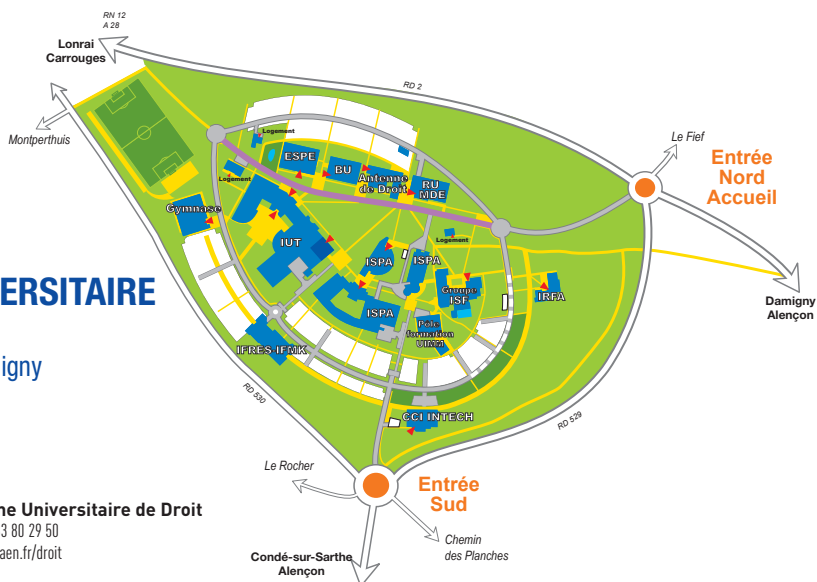 RN 12
A 28
Lonrai
Carrouges
RD 2
Montperthuis
Le Fief
Entrée
Nord
Accueil
Logement
ESPE
BU
Antenne
de Droit
RU
MDE
Logement
Gymnase
IUT
Logement
ISPA
ISPA
Groupe
ISF
IRFA
ISPA
Pôle
formation
UIMM
Damigny
Alençon
ERSITAIRE
igny
IFRES-IFMK
RD 530
CCI INTECH
RD 529
Le Rocher
Entrée
Sud
Chemin
des Planches
Condé-sur-Sarthe
Alençon
ne Universitaire de Droit
3 80 29 50
aen.fr/droit